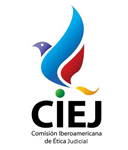 CIEJ
Comisión Iberoamericana
de Ética Judicial